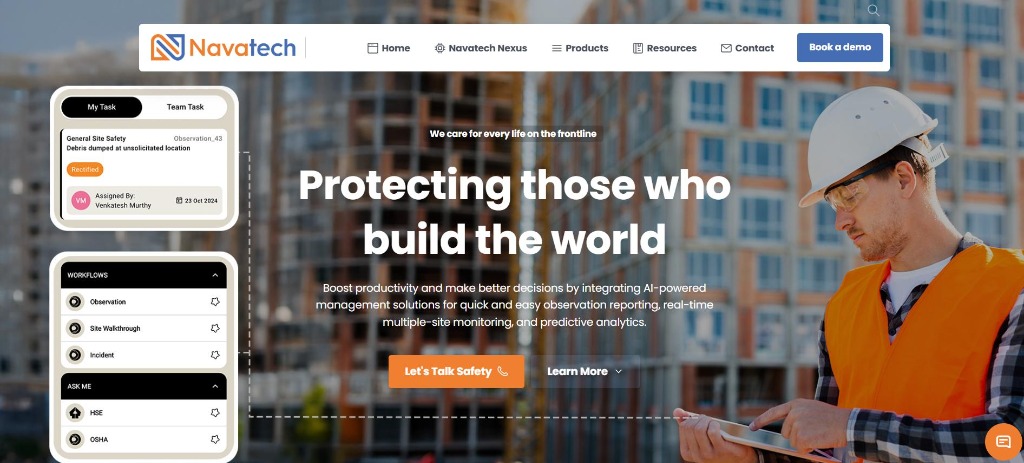 Navatech
Home
Navatech Nexus
Products
Resources
Contact
Book a demo
My Task
Team Task
General Site Safety
Observation_43
Debris dumped at unsolicitated location
Rectified
VM
Assigned By:
Venkatesh Murthy
23 Oct 2024
WORKFLOWS
Observation
Site Walkthrough
Incident
ASK ME
HSE
OSHA
We care for every life on the frontline
Protecting those who
build the world
Boost productivity and make better decisions by integrating AI-powered
management solutions for quick and easy observation reporting, real-time
multiple-site monitoring, and predictive analytics.
Let's Talk Safety
Learn More